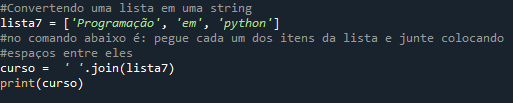 #Convertendo uma lista em uma string
lista7 = ['Programação', 'em', 'python']
#no comando abaixo é: pegue cada um dos itens da lista e junte colocando
#espaços entre eles
curso =  ' '.join(lista7)
print(curso)